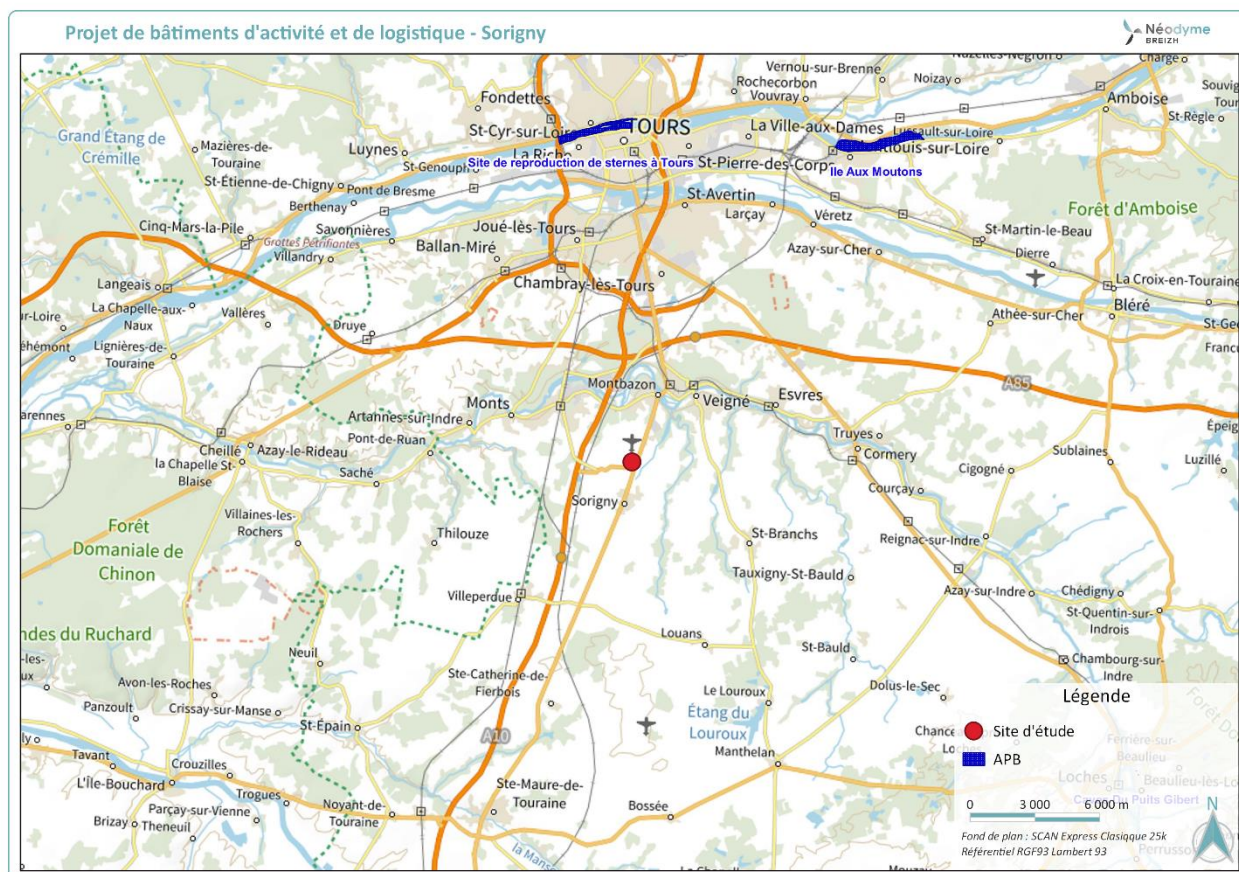 Projet de bâtiments d'activité et de logistique - Sorigny
Néodyme
BREIZH
Vernou-sur-Brenne
Nazelles-Négron
Chargé
Rochecorbon
Vouvray
Noizay
Fondettes
Amboise
Grand Étang de
Crémille
Mazières-de-
Touraine
Luynes
St-Cyr-sur-Loire
TOURS
La Ville-aux-Dames
Lussault-sur-Loire
St-Règle
La Riche
St-Pierre-des-Corps
St-Genouph
Site de reproduction de sternes à Tours
Ile Aux Moutons
St-Étienne-de-Chigny
Pont de Bresme
Berthenay
St-Avertin
Larçay
Véretz
Forêt d'Amboise
Cinq-Mars-la-Pile
Savonnières
Joué-lès-Tours
Grottes Pétrifiantes
Villandry
Ballan-Miré
Azay-sur-Cher
St-Martin-le-Beau
Dierre
Langeais
Chambray-lès-Tours
La Croix-en-Touraine
La Chapelle-aux-
Naux
Vallères
Druye
Athée-sur-Cher
Bléré
Lignières-de-
Touraine
A85
Montbazon
Veigné
Esvres
Artannes-sur-Indre
Monts
Pont-de-Ruan
Truyes
Cormery
Sublaines
Cheillé
Azay-le-Rideau
la Chapelle St-
Blaise
Saché
Cigogné
Luzillé
Courçay
Sorigny
Villaines-les-
Rochers
Forêt
Domaniale de
Chinon
Thilouze
St-Branchs
Reignac-sur-Indre
Tauxigny-St-Bauld
Villeperdue
Azay-sur-Indre
Chédigny
St-Quentin-sur-
Indrois
Louans
St-Bauld
Neuil
Ste-Catherine-de-
Fierbois
Chambourg-sur-
Indre
Avon-les-Roches
Panzoult
Crissay-sur-Manse
Le Louroux
Dolus-le-Sec
Étang du
Louroux
St-Épain
A10
Manthelan
Tavant
Crouzilles
L'Île-Bouchard
Trogues
Ste-Maure-de-
Touraine
Parçay-sur-Vienne
Noyant-de-
Touraine
Bossée
Brizay
Theneuil
Légende
Site d'étude
APB
0 3 000 6 000 m
N
Fond de plan : SCAN Express Clasiqque 25k
Référentiel RGF93 Lambert 93